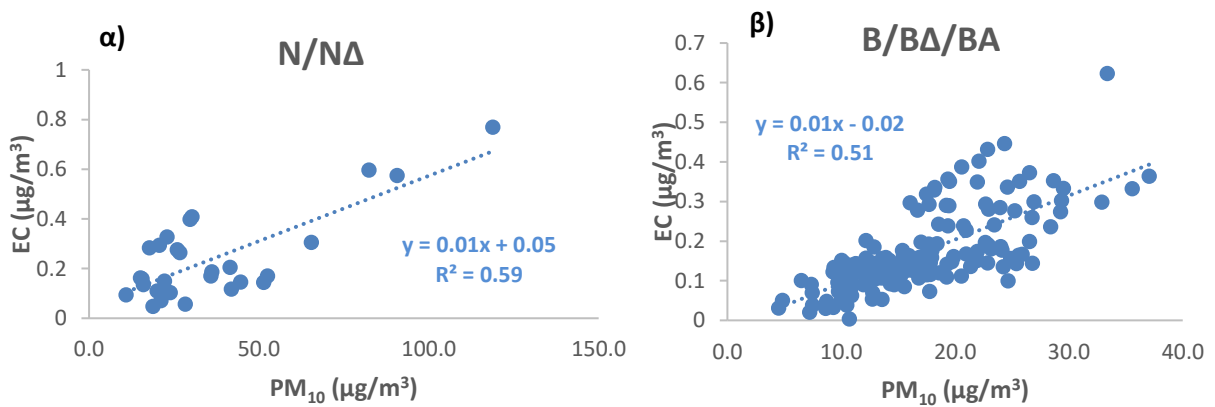 α)
N/NΔ
EC (μg/m³)
1
0.8
0.6
0.4
0.2
0
y = 0.01x + 0.05
R² = 0.59
0.0 50.0 100.0 150.0
PM₁₀ (μg/m³)
β)
Β/ΒΔ/ΒΑ
EC (μg/m³)
0.7
0.6
0.5
0.4
0.3
0.2
0.1
0
y = 0.01x - 0.02
R² = 0.51
0.0 10.0 20.0 30.0 40.0
PM₁₀ (μg/m³)